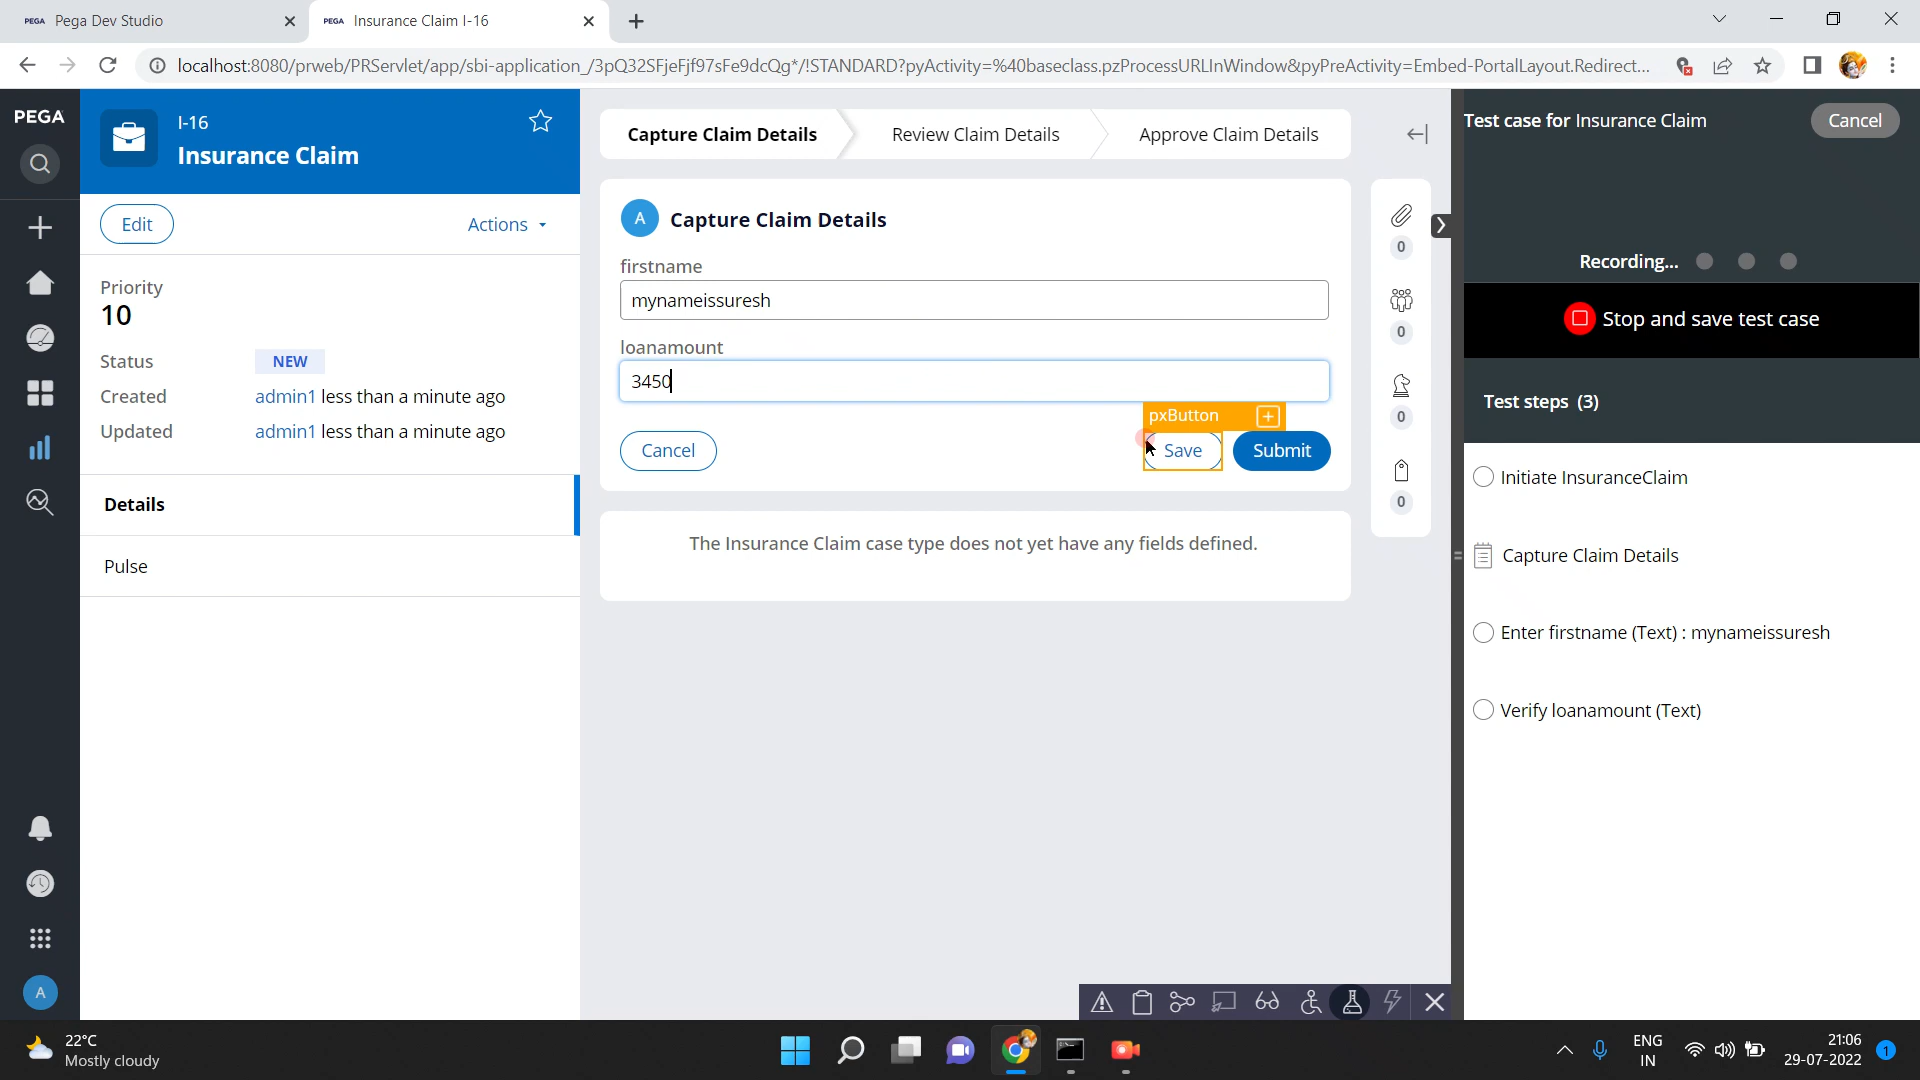 PEGA Pega Dev Studio
PEGA Insurance Claim I-16
localhost:8080/prweb/PRServlet/app/sbi-application_/3pQ32SFjeFjf97sFe9dcQg*/!STANDARD?pyActivity=%40baseclass.pzProcessURLInWindow&pyPreActivity=Embed-PortalLayout.Redirect...
PEGA
I-16
Insurance Claim
Edit
Actions
Priority
10
Status NEW
Created admin1 less than a minute ago
Updated admin1 less than a minute ago
Details
Pulse
A
Capture Claim Details
Review Claim Details
Approve Claim Details
A Capture Claim Details
firstname
mynameissuresh
loanamount
3450
pxButton
Cancel
Save
Submit
The Insurance Claim case type does not yet have any fields defined.
0
0
0
0
Test case for Insurance Claim
Cancel
Recording...
Stop and save test case
Test steps (3)
Initiate InsuranceClaim
Capture Claim Details
Enter firstname (Text) : mynameissuresh
Verify loanamount (Text)
22°C
Mostly cloudy
ENG
IN
21:06
29-07-2022
1